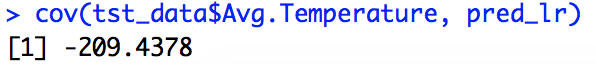 > cov(tst_data$Avg.Temperature, pred_lr)
[1] -209.4378